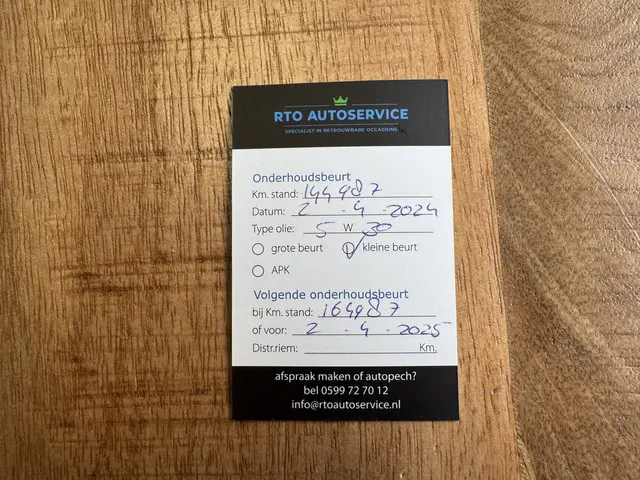 RTO AUTOSERVICE
SPECIALIST IN BETROUWBARE OCCASIONS
Onderhoudsbeurt
Km. stand: 144987
Datum: 2 - 4 - 2024
Type olie: 5 W 30
grote beurt kleine beurt
APK
Volgende onderhoudsbeurt
bij Km. stand: 164987
of voor: 2 - 4 - 2025
Distr.riem: Km.
afspraak maken of autopech?
bel 0599 72 70 12
info@rtoautoservice.nl